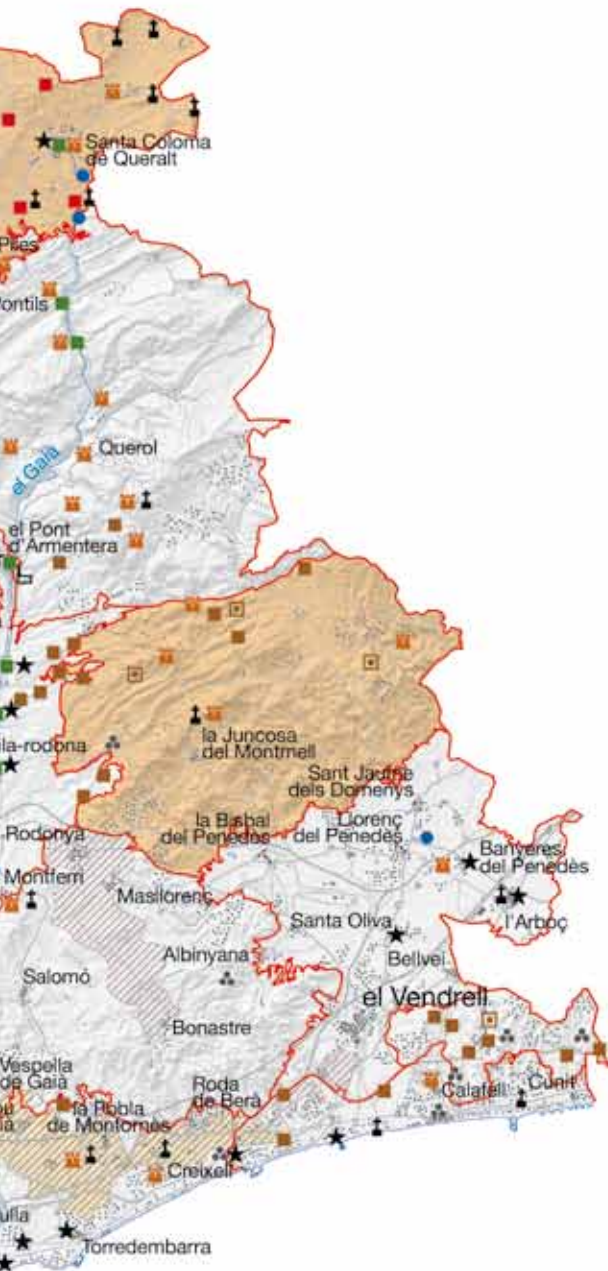 Santa Coloma
de Queralt
Piles
Pontils
Querol
el Gaià
el Pont
d'Armentera
la Juncosa
del Montmell
Vila-rodona
Sant Jaume
dels Domenys
la Bisbal
del Penedès
Llorenç
del Penedès
Rodonyà
Banyeres
del Penedès
Montferri
Masllorenç
l'Arboç
Santa Oliva
Albinyana
Bellvei
Salomó
el Vendrell
Bonastre
Vespella
de Gaià
Roda
de Berà
Calafell
Cunit
la Pobla
de Montornès
Creixell
Torredembarra